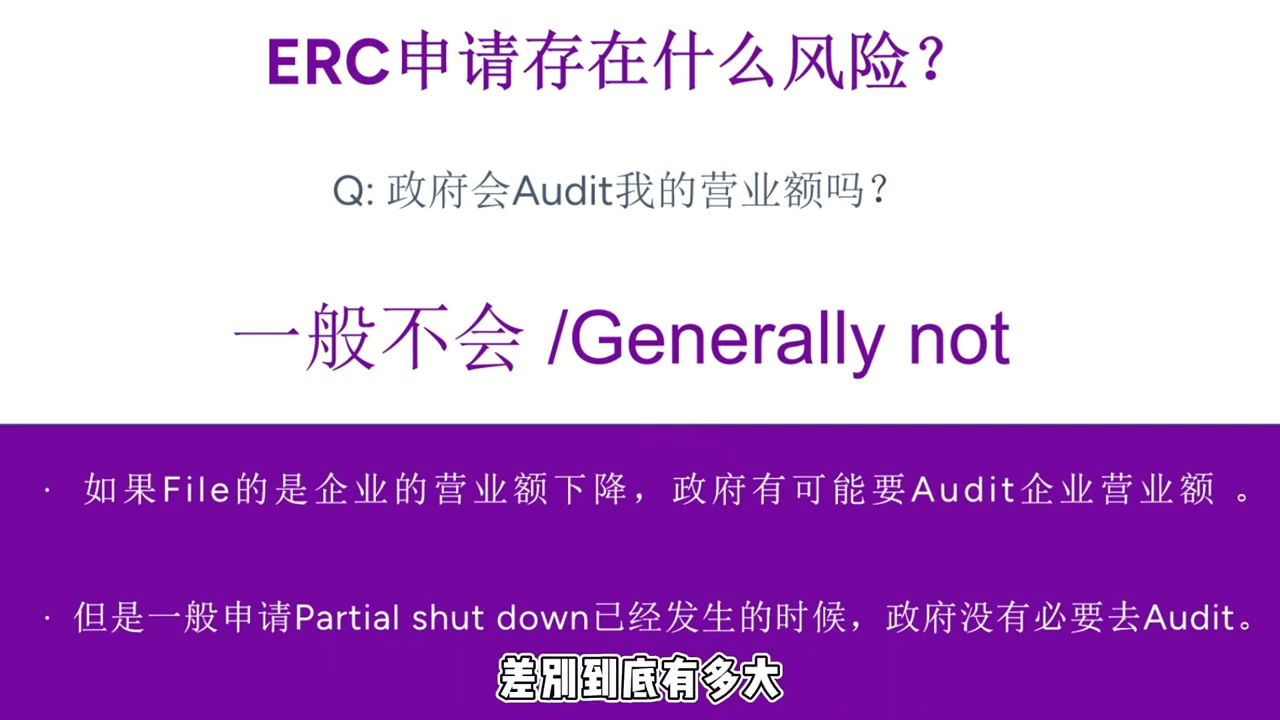 ERC申请存在什么风险？
Q: 政府会Audit我的营业额吗？
一般不会 /Generally not
· 如果File的是企业的营业额下降，政府有可能要Audit企业营业额 。
· 但是一般申请Partial shut down已经发生的时候，政府没有必要去Audit。
差别到底有多大